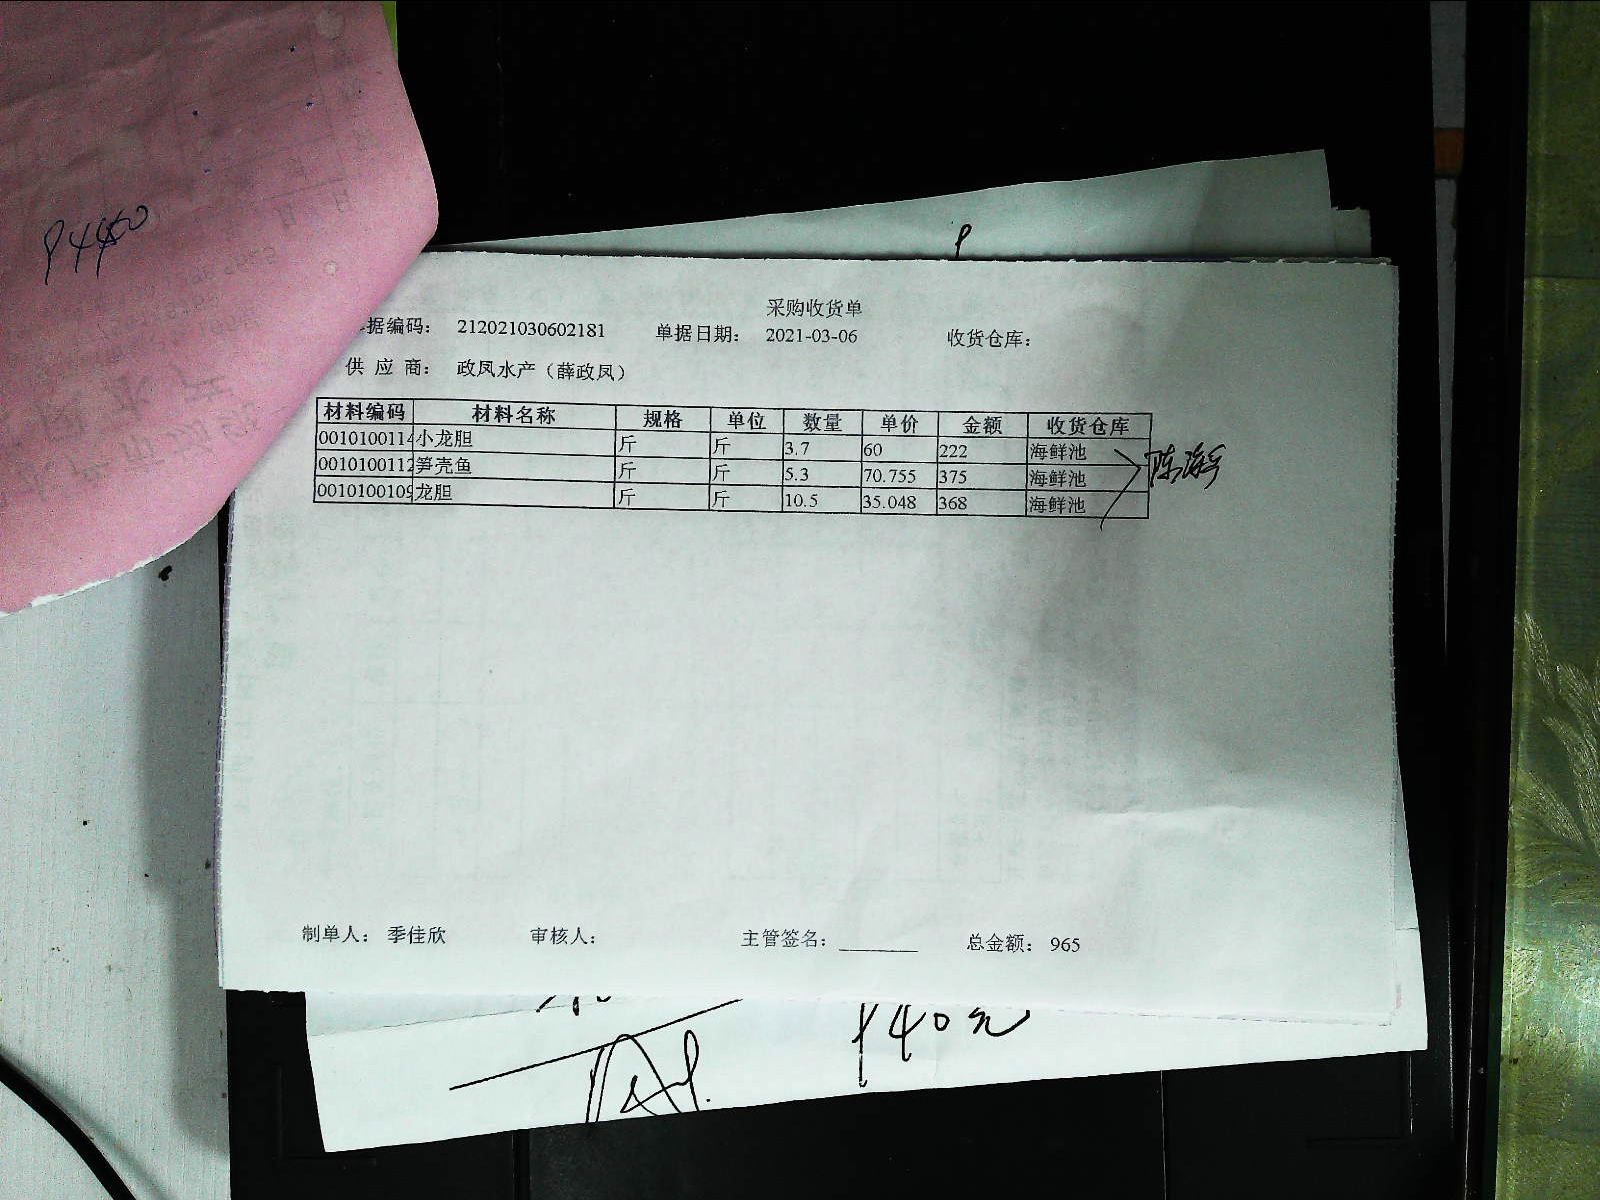 采购收货单
据编码： 212021030602181 单据日期： 2021-03-06 收货仓库：
供应商： 政凤水产（薛政凤）
材料编码 材料名称 规格 单位 数量 单价 金额 收货仓库
0010100114 小龙胆 斤 斤 3.7 60 222 海鲜池
0010100112 笋壳鱼 斤 斤 5.3 70.755 375 海鲜池
0010100109 龙胆 斤 斤 10.5 35.048 368 海鲜池
制单人： 季佳欣 审核人： 主管签名： 总金额： 965